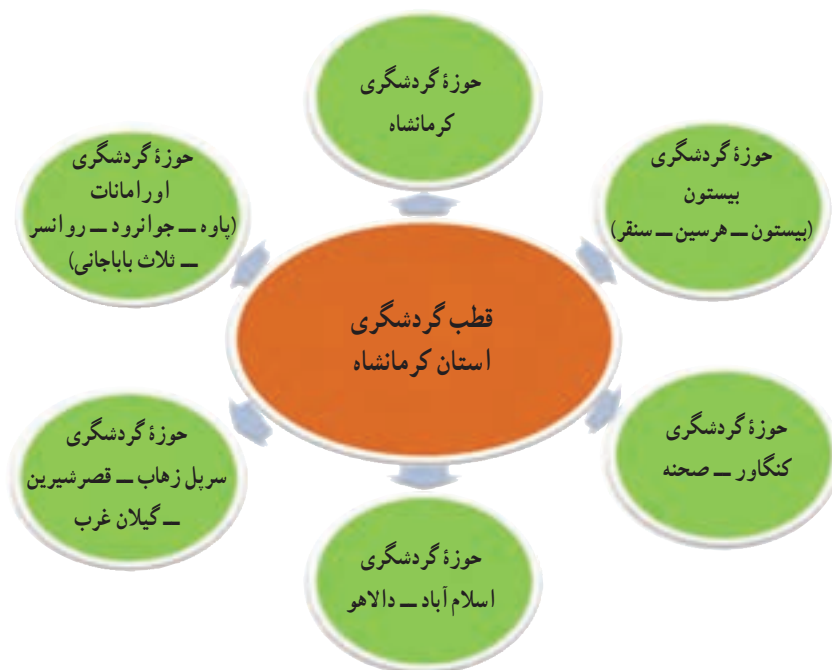 حوزهٔ گردشگری
کرمانشاه
حوزهٔ گردشگری
بیستون
(بیستون ــ هرسین ــ سنقر)
حوزهٔ گردشگری
اورامانات
(پاوه ــ جوانرود ــ روانسر
ــ ثلاث باباجانی)
قطب گردشگری
استان کرمانشاه
حوزهٔ گردشگری
کنگاور ــ صحنه
حوزهٔ گردشگری
سرپل زهاب ــ قصرشیرین
ــ گیلان غرب
حوزهٔ گردشگری
اسلام آباد ــ دالاهو